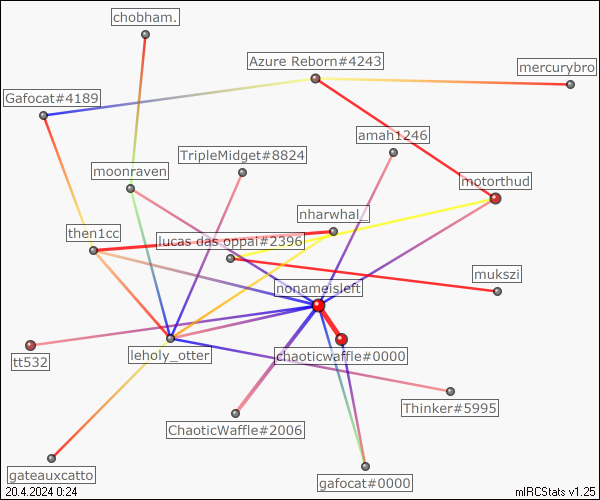 chobham.
Azure Reborn#4243
mercurybro
Gafocat#4189
amah1246
TripleMidget#8824
moonraven
motorthud
nharwhal_
then1cc
lucas das oppai#2396
mukszi
nonameisleft
tt532
leholy_otter
chaoticwaffle#0000
Thinker#5995
ChaoticWaffle#2006
gateauxcatto
gafocat#0000
20.4.2024 0:24
mIRCStats v1.25